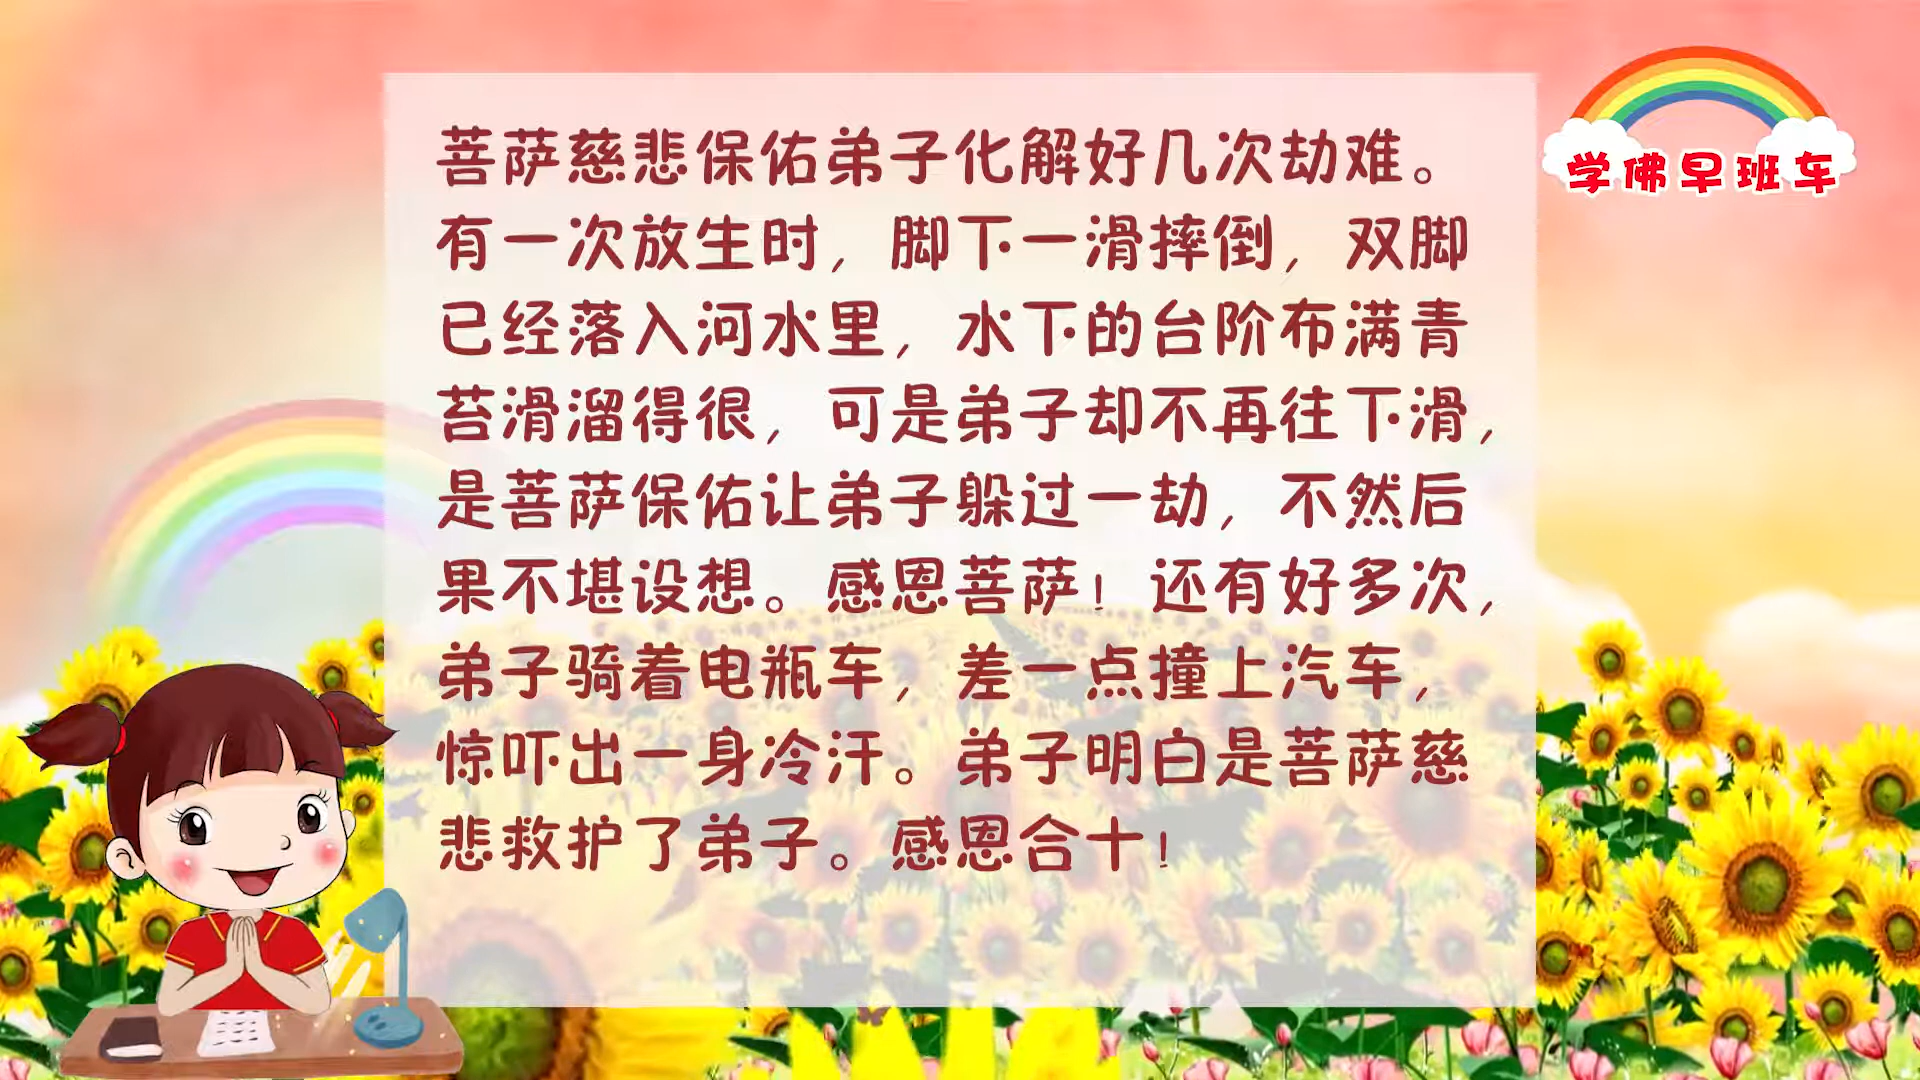 学佛早班车
菩萨慈悲保佑弟子化解好几次劫难。
有一次放生时，脚下一滑摔倒，双脚
已经落入河水里，水下的台阶布满青
苔滑溜得很，可是弟子却不再往下滑，
是菩萨保佑让弟子躲过一劫，不然后
果不堪设想。感恩菩萨！还有好多次，
弟子骑着电瓶车，差一点撞上汽车，
惊吓出一身冷汗。弟子明白是菩萨慈
悲救护了弟子。感恩合十！